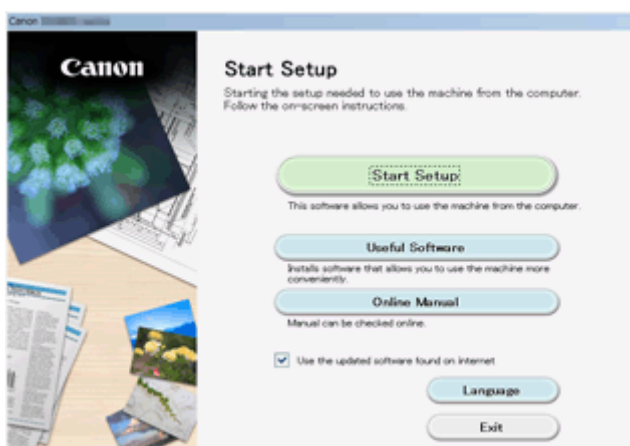 Canon
Canon
Start Setup
Starting the setup needed to use the machine from the computer.
Follow the on-screen instructions.
Start Setup
This software allows you to use the machine from the computer.
Useful Software
Installs software that allows you to use the machine more
conveniently.
Online Manual
Manual can be checked online.
Use the updated software found on internet
Language
Exit